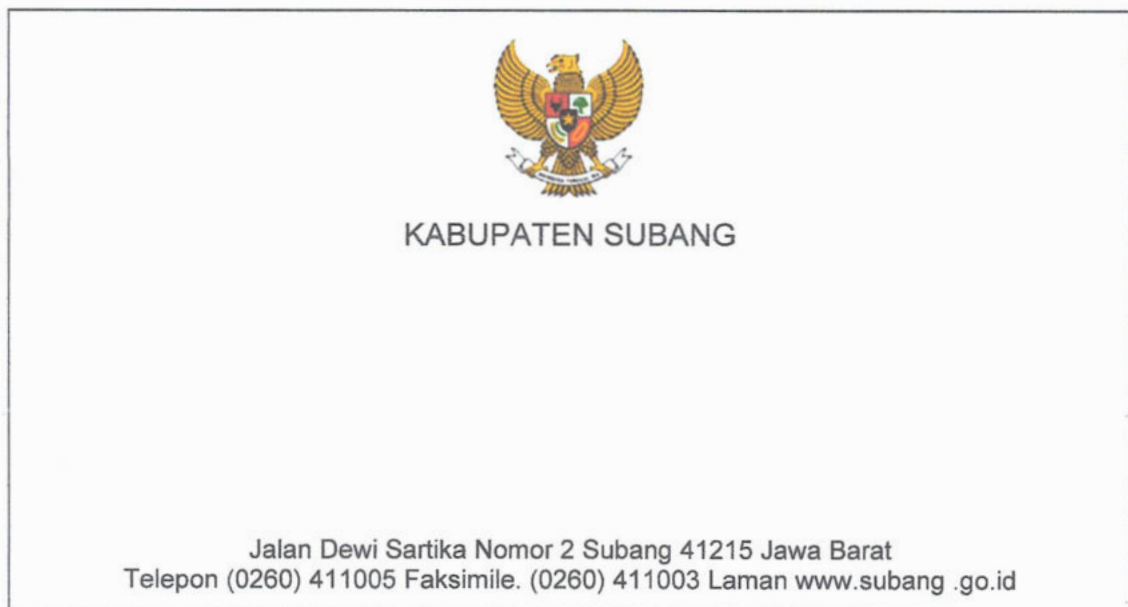 KABUPATEN SUBANG
Jalan Dewi Sartika Nomor 2 Subang 41215 Jawa Barat
Telepon (0260) 411005 Faksimile. (0260) 411003 Laman www.subang .go.id